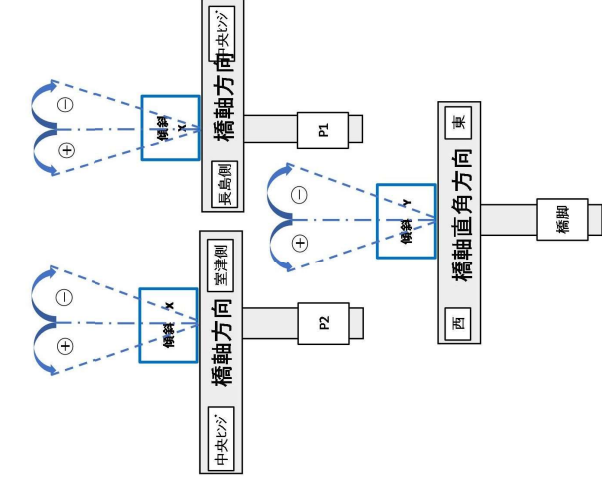 ⊕ ⊖
傾斜 X
中央ヒンジ 橋軸方向 室津側
P2
⊕ ⊖
傾斜 X
長島側 橋軸方向 中央ヒンジ
P1
⊕ ⊖
傾斜 Y
西 橋軸直角方向 東
橋脚